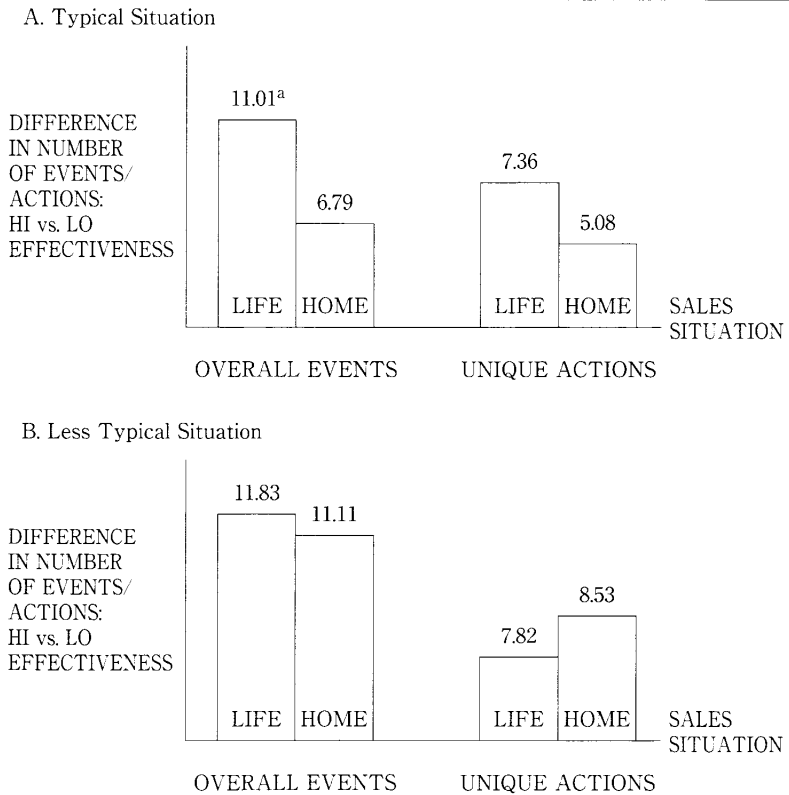 A. Typical Situation
DIFFERENCE
IN NUMBER
OF EVENTS/
ACTIONS:
HI vs. LO
EFFECTIVENESS
11.01ᵃ
6.79
7.36
5.08
LIFE HOME LIFE HOME
SALES
SITUATION
OVERALL EVENTS UNIQUE ACTIONS
B. Less Typical Situation
DIFFERENCE
IN NUMBER
OF EVENTS/
ACTIONS:
HI vs. LO
EFFECTIVENESS
11.83
11.11
7.82
8.53
LIFE HOME LIFE HOME
SALES
SITUATION
OVERALL EVENTS UNIQUE ACTIONS